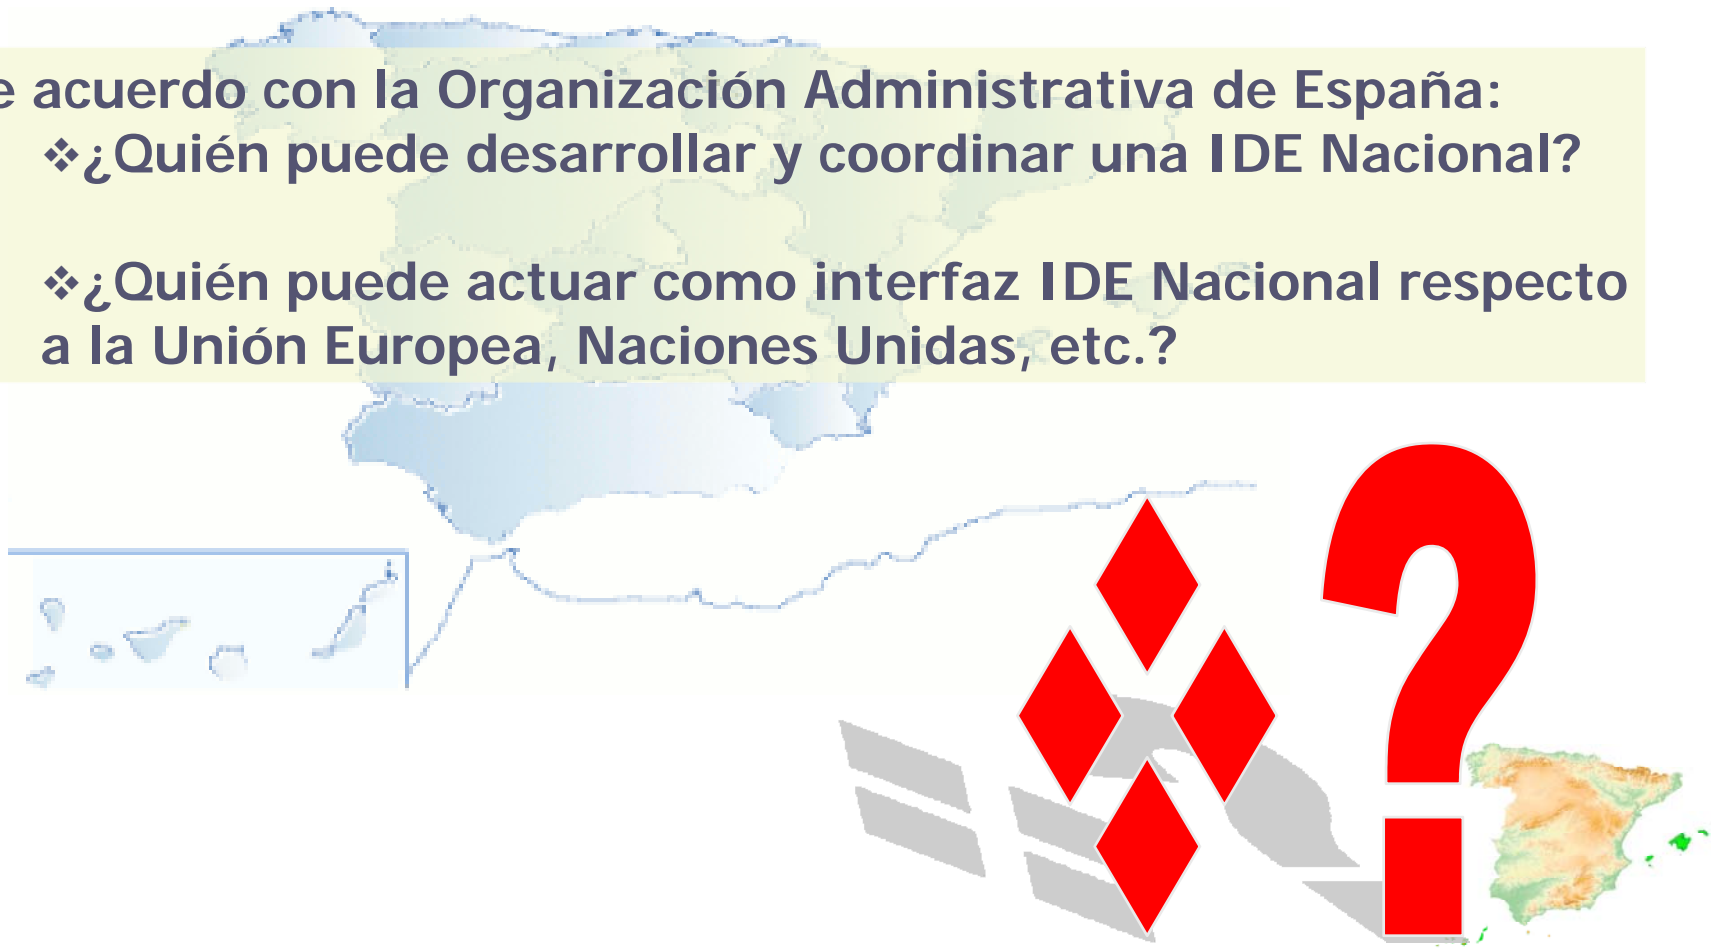 e acuerdo con la Organización Administrativa de España:
❖¿Quién puede desarrollar y coordinar una IDE Nacional?
❖¿Quién puede actuar como interfaz IDE Nacional respecto
a la Unión Europea, Naciones Unidas, etc.?
?